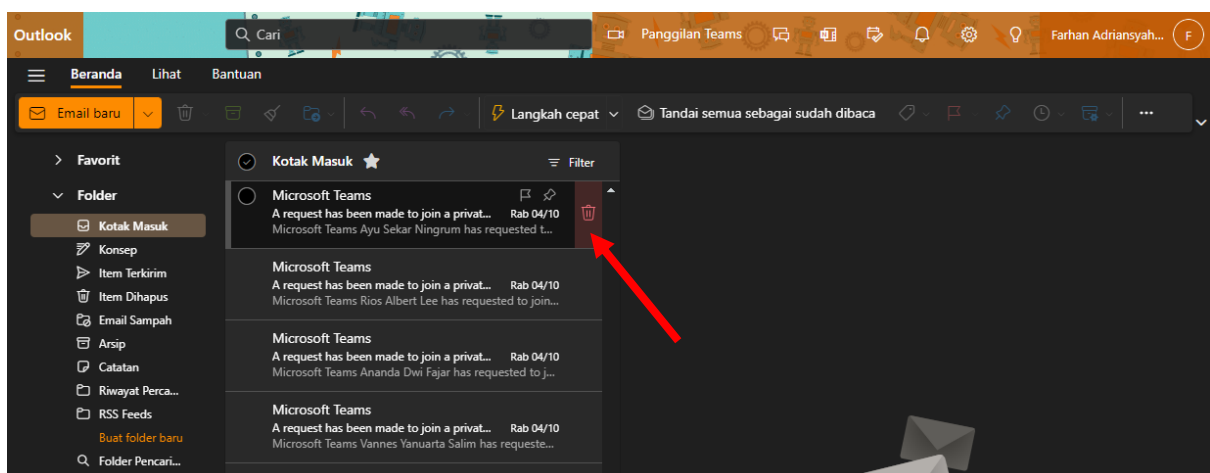 Outlook
Cari
Panggilan Teams
Farhan Adriansyah...
F
Beranda
Lihat
Bantuan
Email baru
Langkah cepat
Tandai semua sebagai sudah dibaca
Favorit
Folder
Kotak Masuk
Konsep
Item Terkirim
Item Dihapus
Email Sampah
Arsip
Catatan
Riwayat Perca...
RSS Feeds
Buat folder baru
Folder Pencari...
Kotak Masuk
Filter
Microsoft Teams
A request has been made to join a privat... Rab 04/10
Microsoft Teams Ayu Sekar Ningrum has requested t...
Microsoft Teams
A request has been made to join a privat... Rab 04/10
Microsoft Teams Rios Albert Lee has requested to join...
Microsoft Teams
A request has been made to join a privat... Rab 04/10
Microsoft Teams Ananda Dwi Fajar has requested to j...
Microsoft Teams
A request has been made to join a privat... Rab 04/10
Microsoft Teams Vannes Yanuarta Salim has requeste...